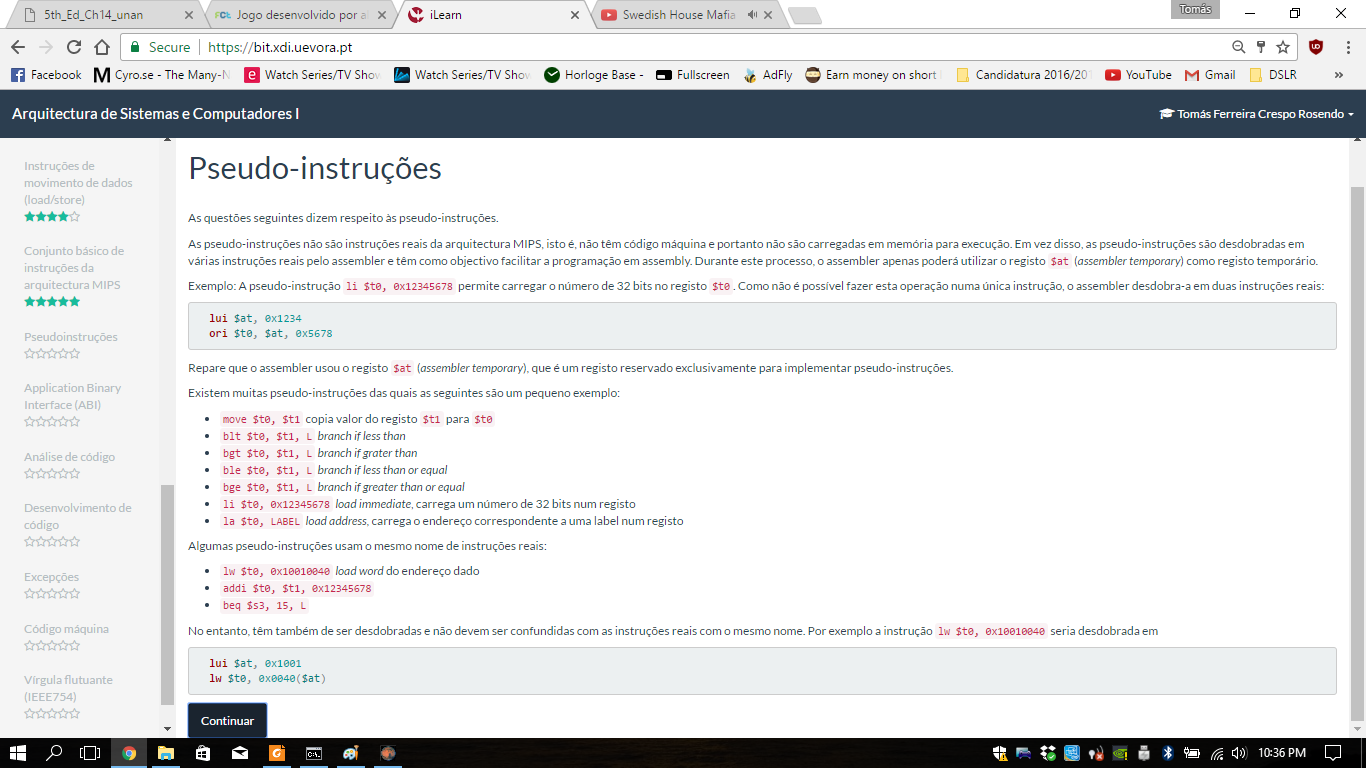 5th_Ed_Ch14_unan
Jogo desenvolvido por al
iLearn
Swedish House Mafia
Tomás
Secure
https://bit.xdi.uevora.pt
Facebook
Cyro.se - The Many-N
Watch Series/TV Show
Watch Series/TV Show
Horloge Base -
Fullscreen
AdFly
Earn money on short l
Candidatura 2016/20
YouTube
Gmail
DSLR
»
Arquitectura de Sistemas e Computadores I
Tomás Ferreira Crespo Rosendo
Instruções de
movimento de dados
(load/store)
Conjunto básico de
instruções da
arquitectura MIPS
Pseudoinstruções
Application Binary
Interface (ABI)
Análise de código
Desenvolvimento de
código
Excepções
Código máquina
Vírgula flutuante
(IEEE754)
Pseudo-instruções
As questões seguintes dizem respeito às pseudo-instruções.
As pseudo-instruções não são instruções reais da arquitectura MIPS, isto é, não têm código máquina e portanto não são carregadas em memória para execução. Em vez disso, as pseudo-instruções são desdobradas em
várias instruções reais pelo assembler e têm como objectivo facilitar a programação em assembly. Durante este processo, o assembler apenas poderá utilizar o registo $at (assembler temporary) como registo temporário.
Exemplo: A pseudo-instrução li $t0, 0x12345678 permite carregar o número de 32 bits no registo $t0. Como não é possível fazer esta operação numa única instrução, o assembler desdobra-a em duas instruções reais:
lui $at, 0x1234
ori $t0, $at, 0x5678
Repare que o assembler usou o registo $at (assembler temporary), que é um registo reservado exclusivamente para implementar pseudo-instruções.
Existem muitas pseudo-instruções das quais as seguintes são um pequeno exemplo:
move $t0, $t1 copia valor do registo $t1 para $t0
blt $t0, $t1, L branch if less than
bgt $t0, $t1, L branch if grater than
ble $t0, $t1, L branch if less than or equal
bge $t0, $t1, L branch if greater than or equal
li $t0, 0x12345678 load immediate, carrega um número de 32 bits num registo
la $t0, LABEL load address, carrega o endereço correspondente a uma label num registo
Algumas pseudo-instruções usam o mesmo nome de instruções reais:
lw $t0, 0x10010040 load word do endereço dado
addi $t0, $t1, 0x12345678
beq $s3, 15, L
No entanto, têm também de ser desdobradas e não devem ser confundidas com as instruções reais com o mesmo nome. Por exemplo a instrução lw $t0, 0x10010040 seria desdobrada em
lui $at, 0x1001
lw $t0, 0x0040($at)
Continuar
10:36 PM